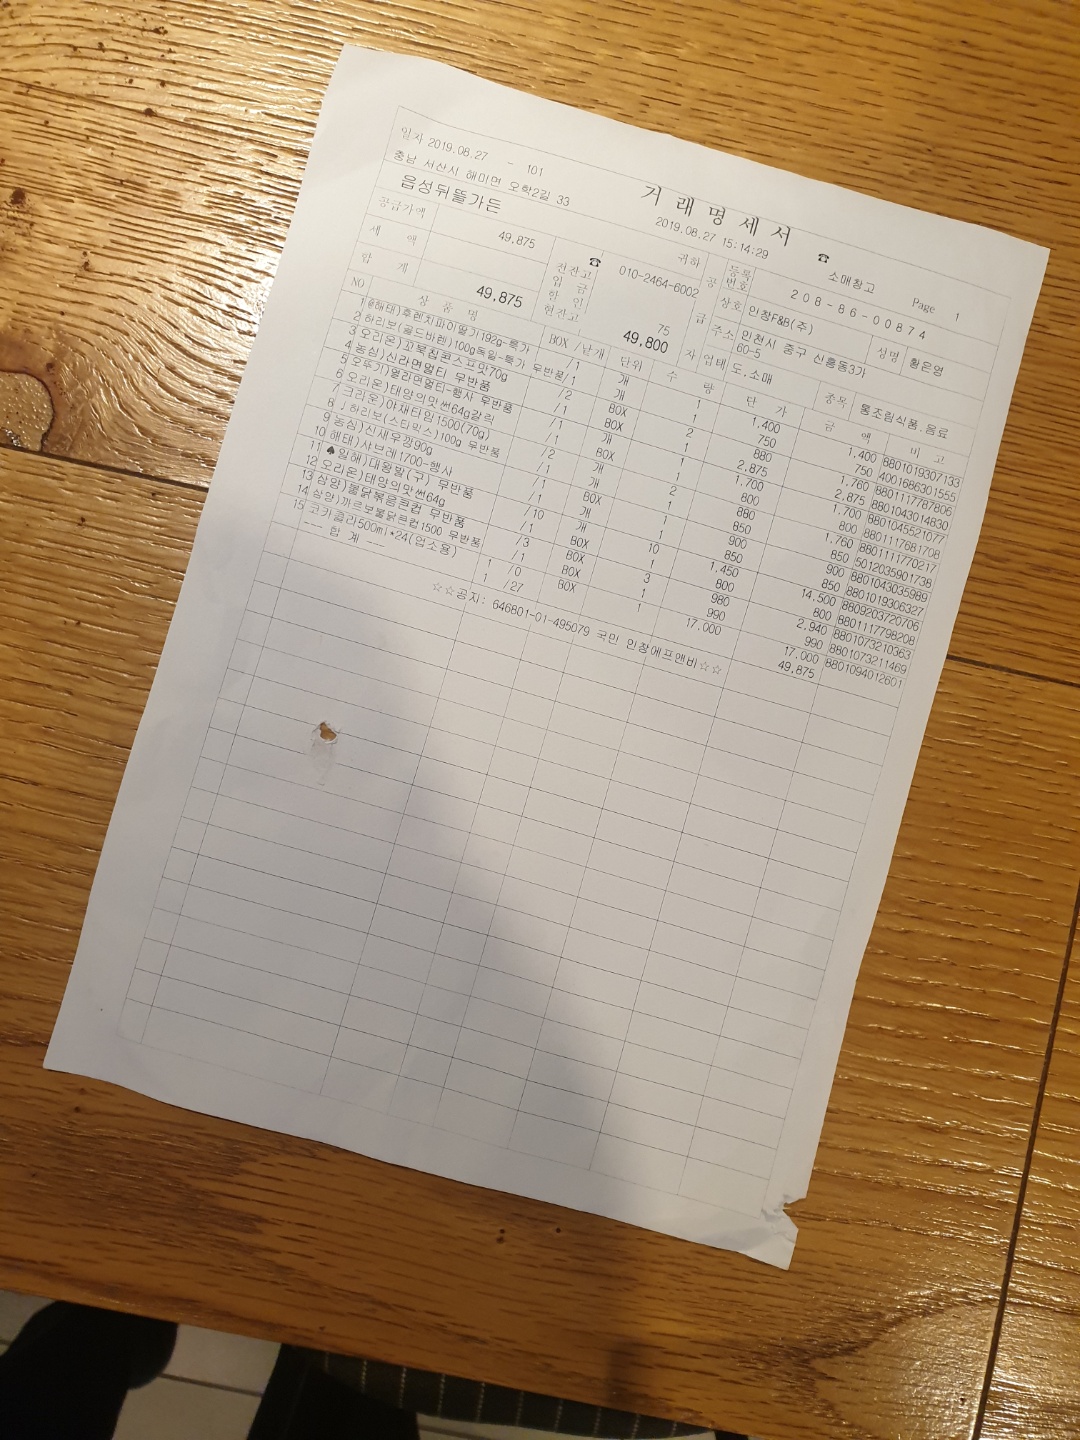 일자 2019.08.27 - 101
거 래 명 세 서
충남 서산시 해미면 오학2길 33
2019.08.27 15:14:29
☎ 소매창고
Page 1
읍성뒤뜰가든 귀하
등록번호 208-86-00874
공급가액 49,875
☎ 010-2464-6002
상호 인창F&B(주) 성명 황은영
세 액
전잔고
입 금
할 인 75
주소 인천시 중구 신흥동3가 60-5
합 계 49,875
현잔고 49,800
공 급 자
업태 도,소매 종목 통조림식품,음료
NO 상 품 명 BOX /낱개 단위 수 량 단 가 금 액 비 고
1 @해태)후렌치파이딸기192g-특가 /1 개 1 1,400 1,400 8801019307133
2 하리보(골드바렌)100g독일-특가 무반품/1 개 1 750 750 4001686301555
3 오리온)꼬북칩콘스프맛70g /2 BOX 2 880 1,760 8801117787806
4 농심)신라면멀티 무반품 /1 BOX 1 2,875 2,875 8801043014830
5 오뚜기)열라면멀티-행사 무반품 /1 개 1 1,700 1,700 8801045521077
6 오리온)태양의맛썬64g갈릭 /1 개 1 800 800 8801117681708
7 크라운)야채타임1500(70g) /2 BOX 2 880 1,760 8801111770217
8 하리보(스타믹스)100g 무반품 /1 개 1 850 850 5012035901738
9 농심)신새우깡90g /1 BOX 1 900 900 8801043035989
10 해태)사브레1700-행사 /1 개 1 850 850 8801019306327
11 ♠일해)대왕발(구) 무반품 /10 개 10 1,450 14,500 8809203720706
12 오리온)태양의맛썬64g /1 BOX 1 800 800 8801117798208
13 삼양)불닭볶음면컵 무반품 /3 BOX 3 980 2,940 8801073210363
14 삼양)까르보불닭큰컵1500 무반품 /1 BOX 1 990 990 8801073211469
15 코카콜라500ml*24(업소용) 1 /0 BOX 1 17,000 17,000 8801094012601
--- 합 계 --- 1 /27 49,875
☆☆공지: 646801-01-495079 국민 인창에프앤비☆☆